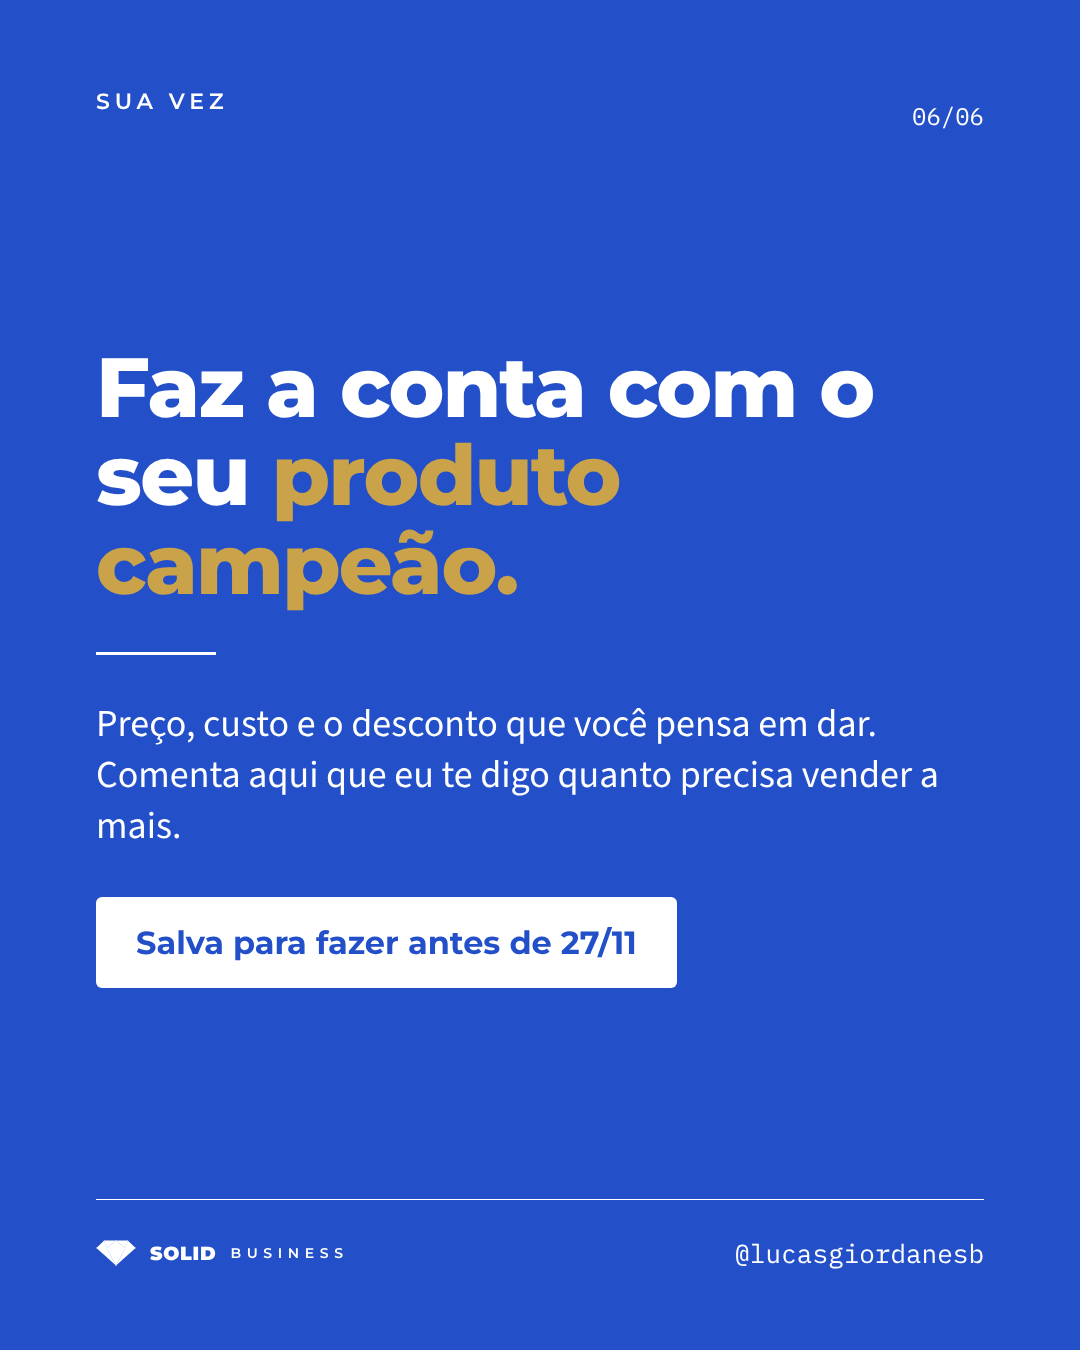 SUA VEZ
06/06
Faz a conta com o
seu produto
campeão.
Preço, custo e o desconto que você pensa em dar.
Comenta aqui que eu te digo quanto precisa vender a
mais.
Salva para fazer antes de 27/11
SOLID BUSINESS
@lucasgiordanesb